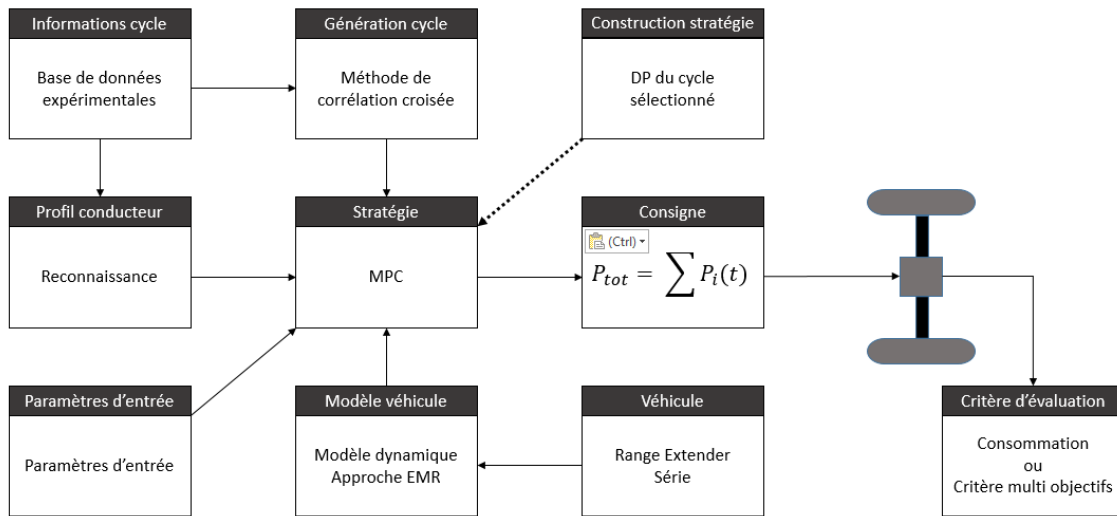 Informations cycle
Base de données
expérimentales
Génération cycle
Méthode de
corrélation croisée
Construction stratégie
DP du cycle
sélectionné
Profil conducteur
Reconnaissance
Stratégie
MPC
Consigne
(Ctrl)
P_tot = ∑ P_i(t)
Paramètres d'entrée
Paramètres d'entrée
Modèle véhicule
Modèle dynamique
Approche EMR
Véhicule
Range Extender
Série
Critère d'évaluation
Consommation
ou
Critère multi objectifs